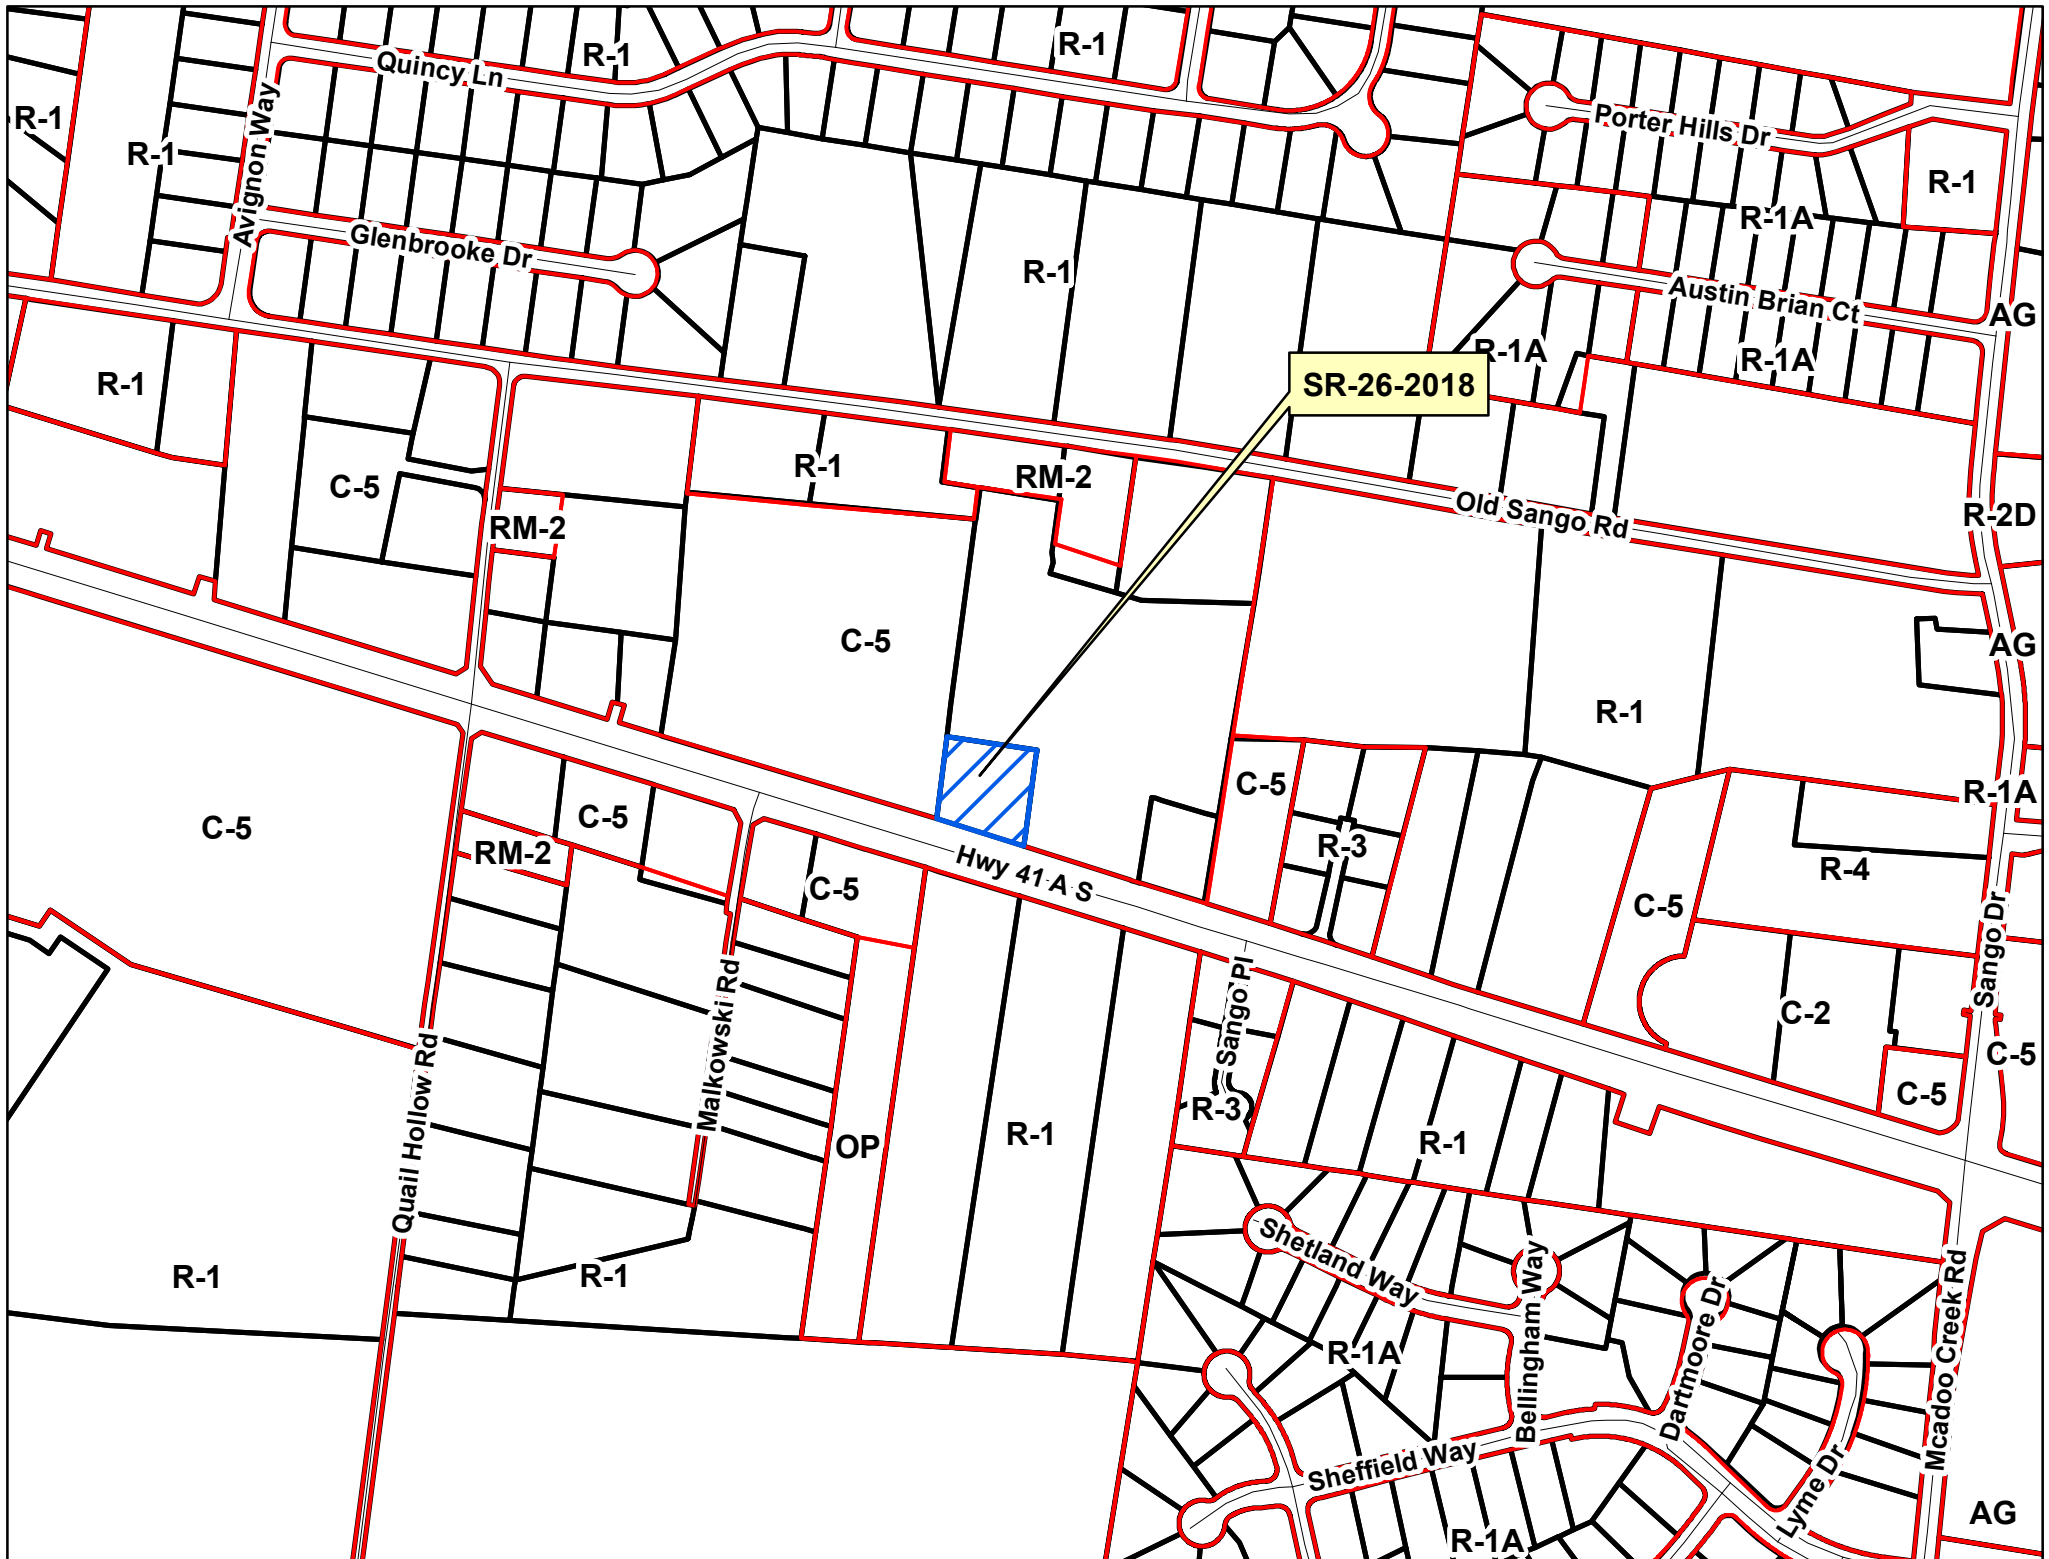 R-1
R-1
Quincy Ln
R-1
Porter Hills Dr
R-1
Avignon Way
R-1
R-1A
Glenbrooke Dr
R-1
Austin Brian Ct
AG
R-1A
R-1A
R-1
SR-26-2018
R-1
RM-2
C-5
Old Sango Rd
R-2D
RM-2
C-5
AG
R-1
C-5
R-1A
C-5
C-5
RM-2
R-3
R-4
Hwy 41 A S
C-5
C-5
Sango Dr
Malkowski Rd
Sango Pl
C-2
C-5
Quail Hollow Rd
C-5
R-3
R-1
R-1
OP
Shetland Way
R-1
R-1
Bellingham Way
Dartmoore Dr
Mcadoo Creek Rd
R-1A
Sheffield Way
Lyme Dr
AG
R-1A